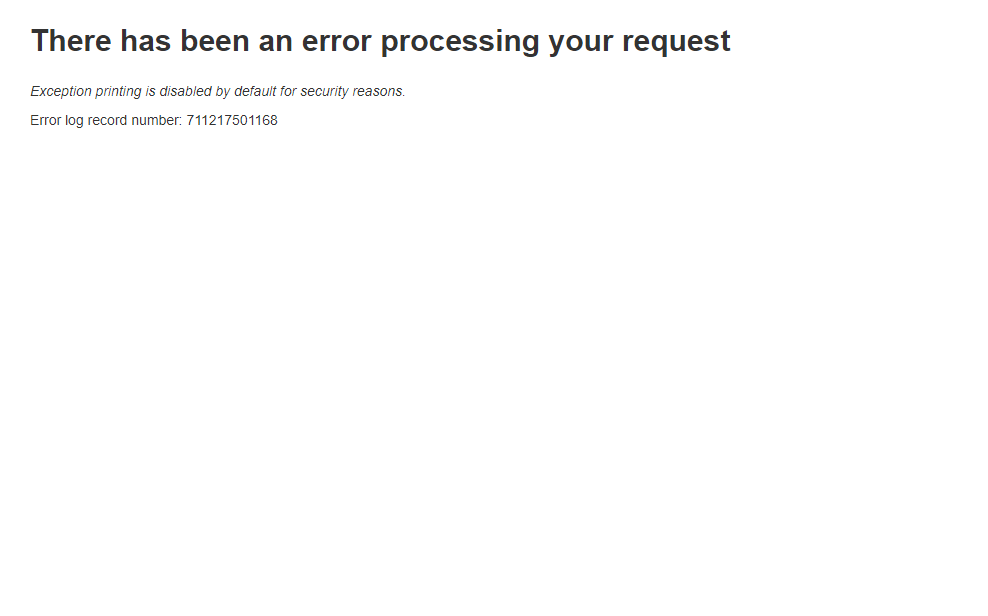 There has been an error processing your request
Exception printing is disabled by default for security reasons.
Error log record number: 711217501168